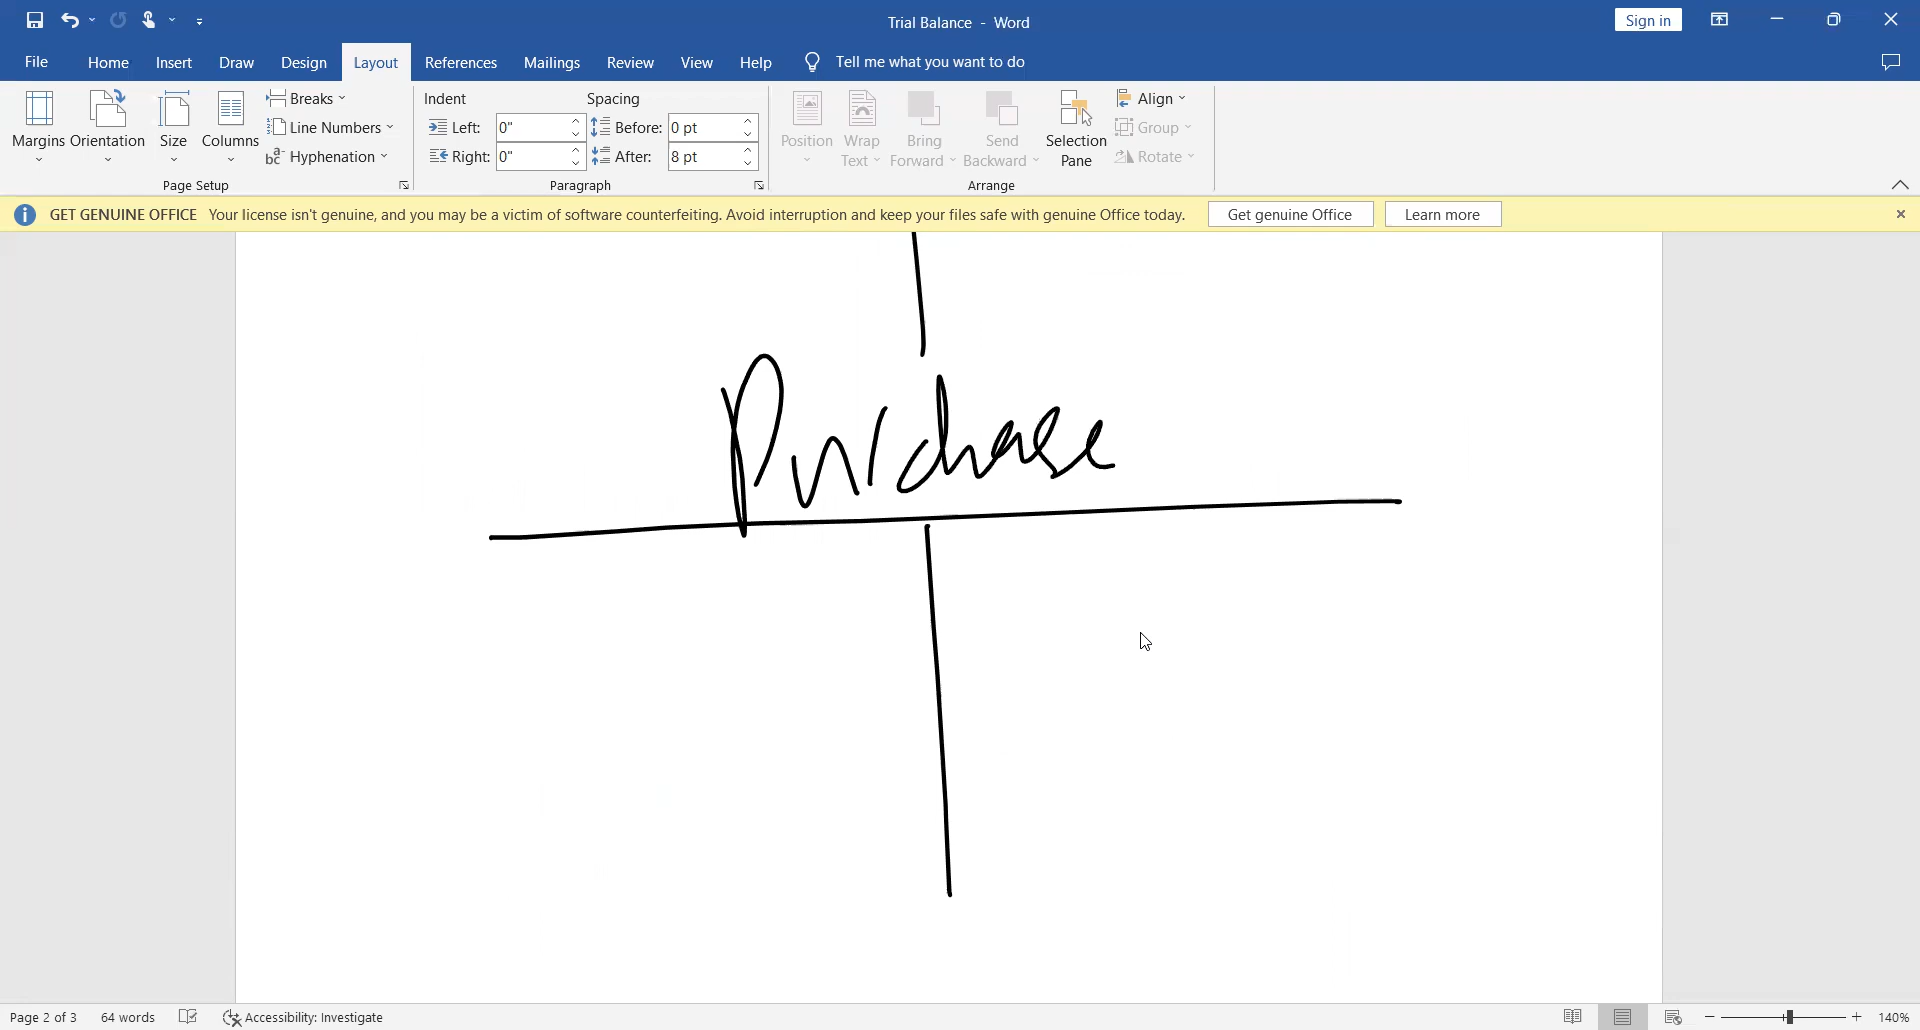 Trial Balance - Word
Sign in
File Home Insert Draw Design Layout References Mailings Review View Help Tell me what you want to do
Margins Orientation Size Columns
Breaks
Line Numbers
Hyphenation
Page Setup
Indent Spacing
Left: 0" Before: 0 pt
Right: 0" After: 8 pt
Paragraph
Position Wrap Text Bring Forward Send Backward Selection Pane
Align
Group
Rotate
Arrange
GET GENUINE OFFICE Your license isn't genuine, and you may be a victim of software counterfeiting. Avoid interruption and keep your files safe with genuine Office today. Get genuine Office Learn more
Purchase
Page 2 of 3 64 words Accessibility: Investigate 140%